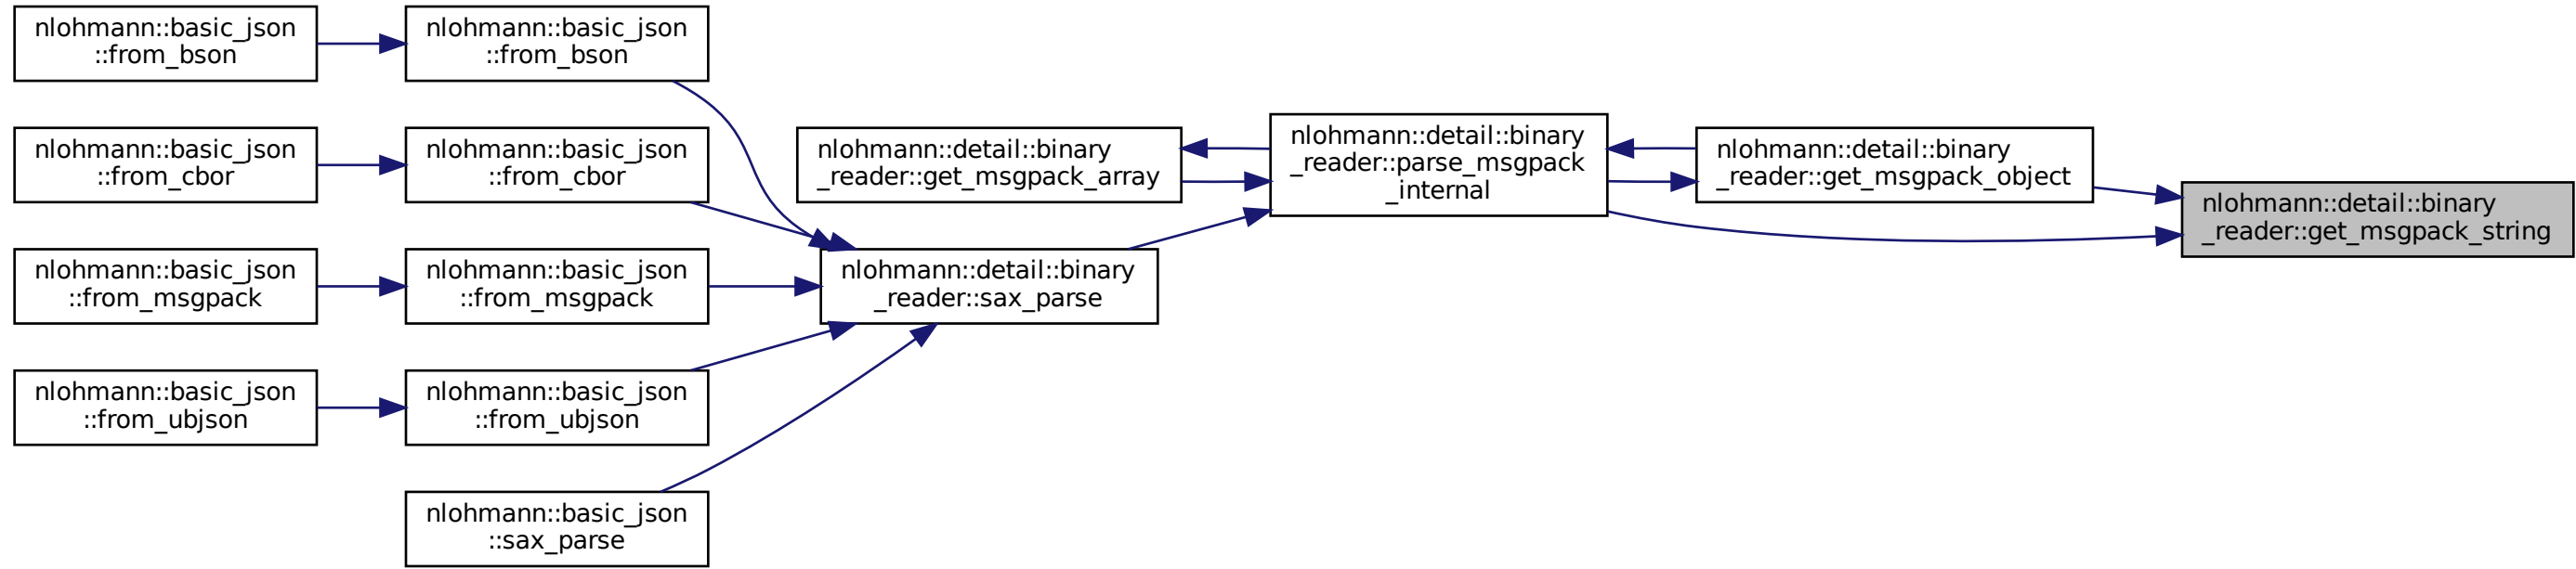 nlohmann::basic_json
::from_bson
nlohmann::basic_json
::from_bson
nlohmann::basic_json
::from_cbor
nlohmann::basic_json
::from_cbor
nlohmann::basic_json
::from_msgpack
nlohmann::basic_json
::from_msgpack
nlohmann::basic_json
::from_ubjson
nlohmann::basic_json
::from_ubjson
nlohmann::basic_json
::sax_parse
nlohmann::detail::binary
_reader::get_msgpack_array
nlohmann::detail::binary
_reader::sax_parse
nlohmann::detail::binary
_reader::parse_msgpack
_internal
nlohmann::detail::binary
_reader::get_msgpack_object
nlohmann::detail::binary
_reader::get_msgpack_string